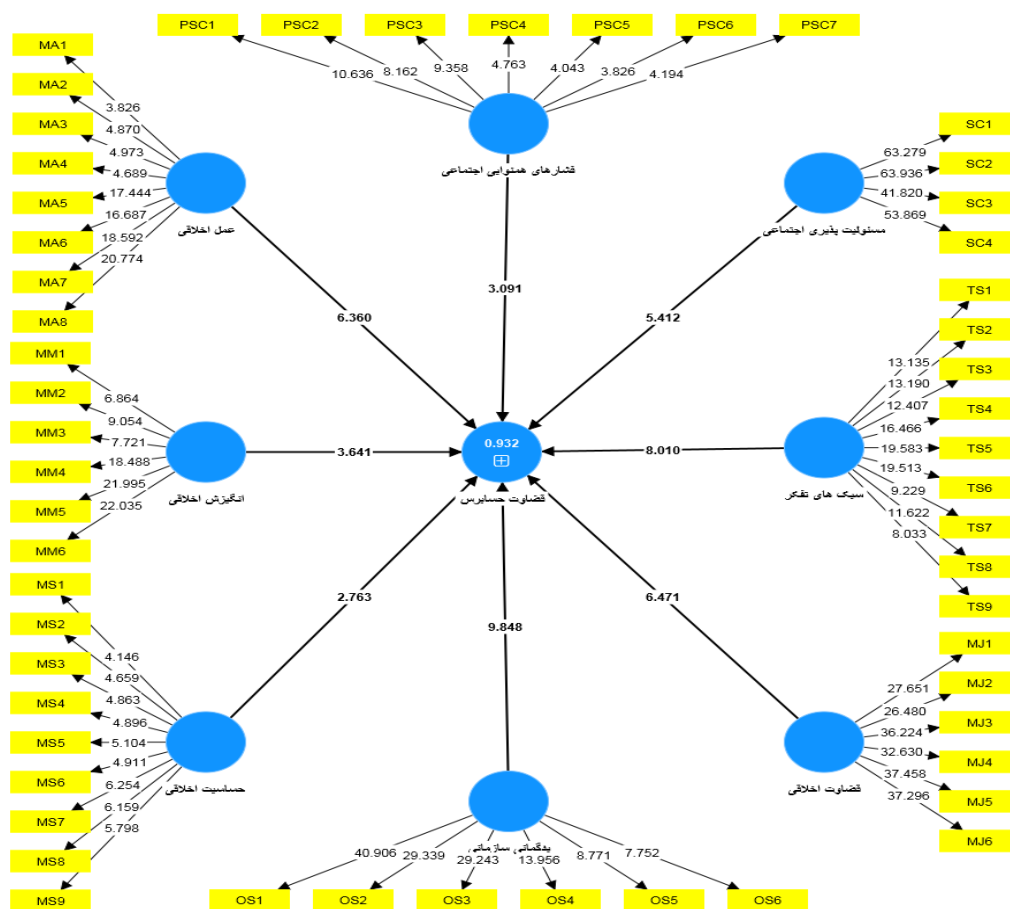 PSC1 PSC2 PSC3 PSC4 PSC5 PSC6 PSC7
10.636 8.162 9.358 4.763 4.043 3.826 4.194
فشارهای همنوایی اجتماعی
MA1
MA2
MA3
MA4
MA5
MA6
MA7
MA8
3.826
4.870
4.973
4.689
17.444
16.687
18.592
20.774
عمل اخلاقی
SC1
SC2
SC3
SC4
63.279
63.936
41.820
53.869
مسئولیت پذیری اجتماعی
6.360
3.091
5.412
MM1
MM2
MM3
MM4
MM5
MM6
6.864
9.054
7.721
18.488
21.995
22.035
انگیزش اخلاقی
3.641
0.932
قضاوت حسابرس
8.010
TS1
TS2
TS3
TS4
TS5
TS6
TS7
TS8
TS9
13.135
13.190
12.407
16.466
19.583
19.513
9.229
11.622
8.033
سبک های تفکر
2.763
9.848
6.471
MS1
MS2
MS3
MS4
MS5
MS6
MS7
MS8
MS9
4.146
4.659
4.863
4.896
5.104
4.911
6.254
6.159
5.798
حساسیت اخلاقی
MJ1
MJ2
MJ3
MJ4
MJ5
MJ6
27.651
26.480
36.224
32.630
37.458
37.296
قضاوت اخلاقی
بدگمانی سازمانی
40.906 29.339 29.243 13.956 8.771 7.752
OS1 OS2 OS3 OS4 OS5 OS6